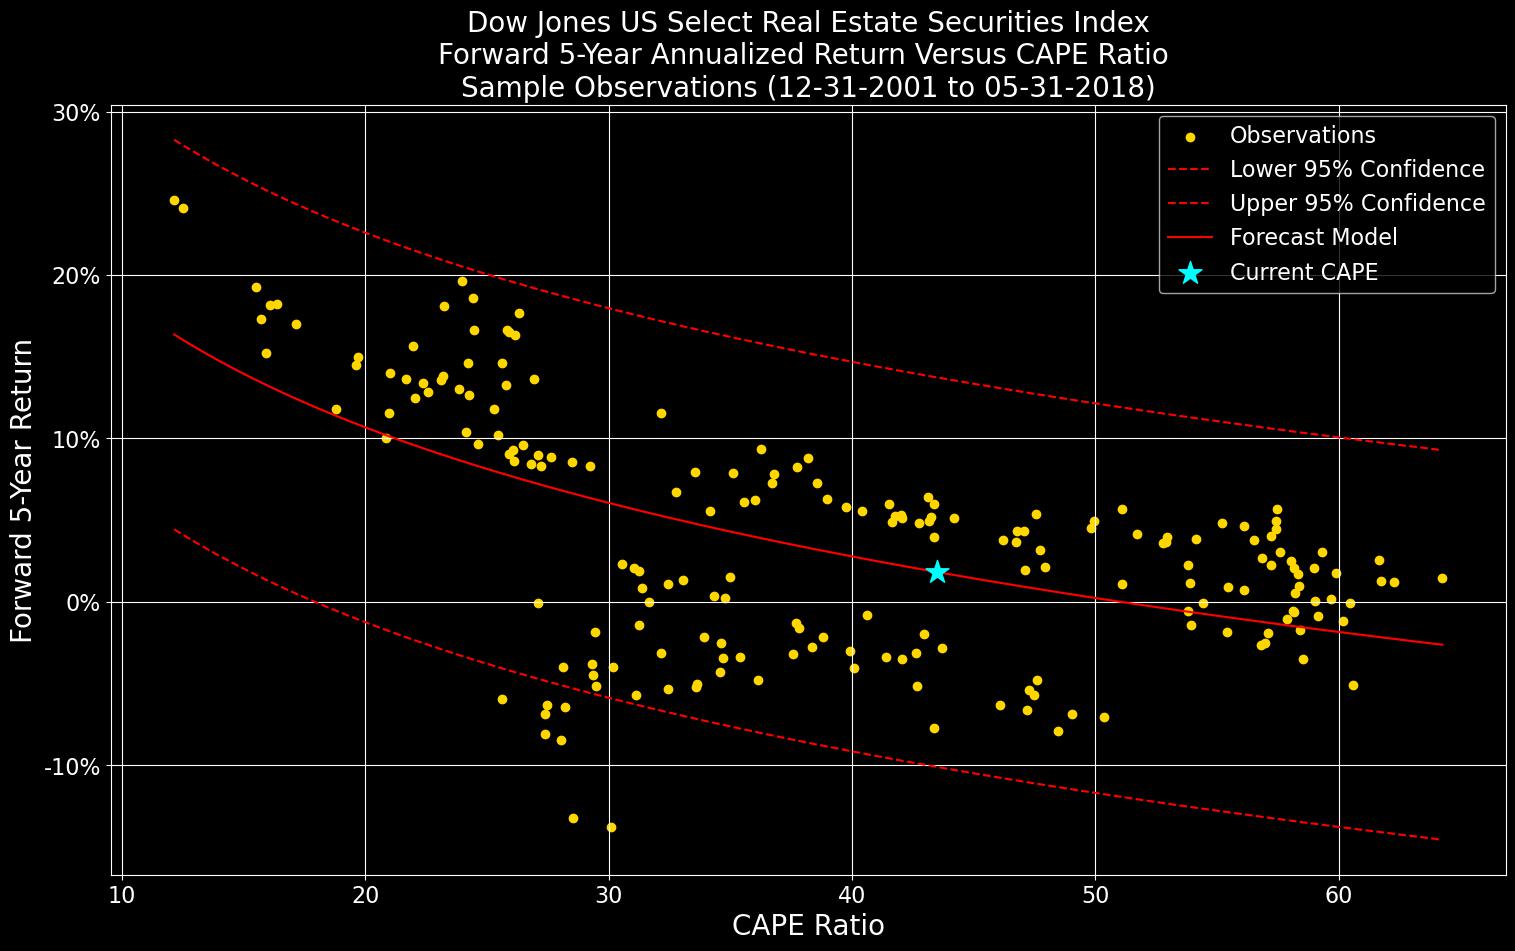 Dow Jones US Select Real Estate Securities Index
Forward 5-Year Annualized Return Versus CAPE Ratio
Sample Observations (12-31-2001 to 05-31-2018)
Observations
Lower 95% Confidence
Upper 95% Confidence
Forecast Model
Current CAPE
Forward 5-Year Return
30%
20%
10%
0%
-10%
10 20 30 40 50 60
CAPE Ratio